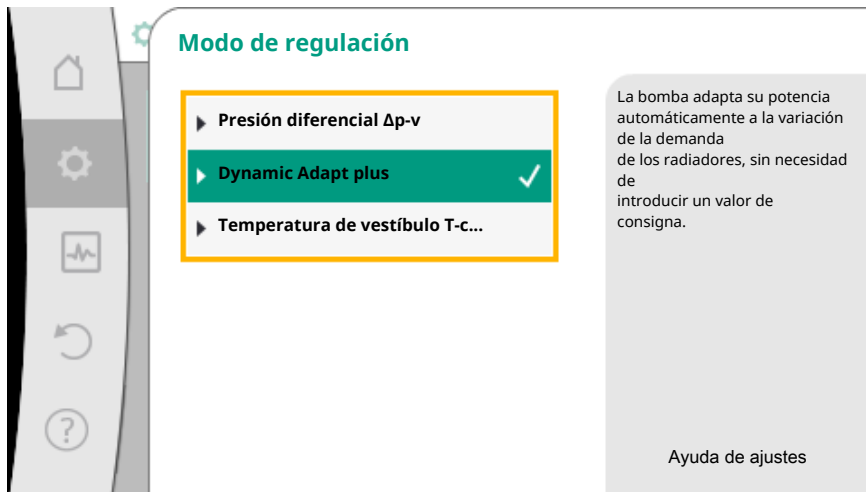 Modo de regulación
Presión diferencial Δp-v
Dynamic Adapt plus
Temperatura de vestíbulo T-c...
La bomba adapta su potencia
automáticamente a la variación
de la demanda
de los radiadores, sin necesidad
de
introducir un valor de
consigna.
Ayuda de ajustes